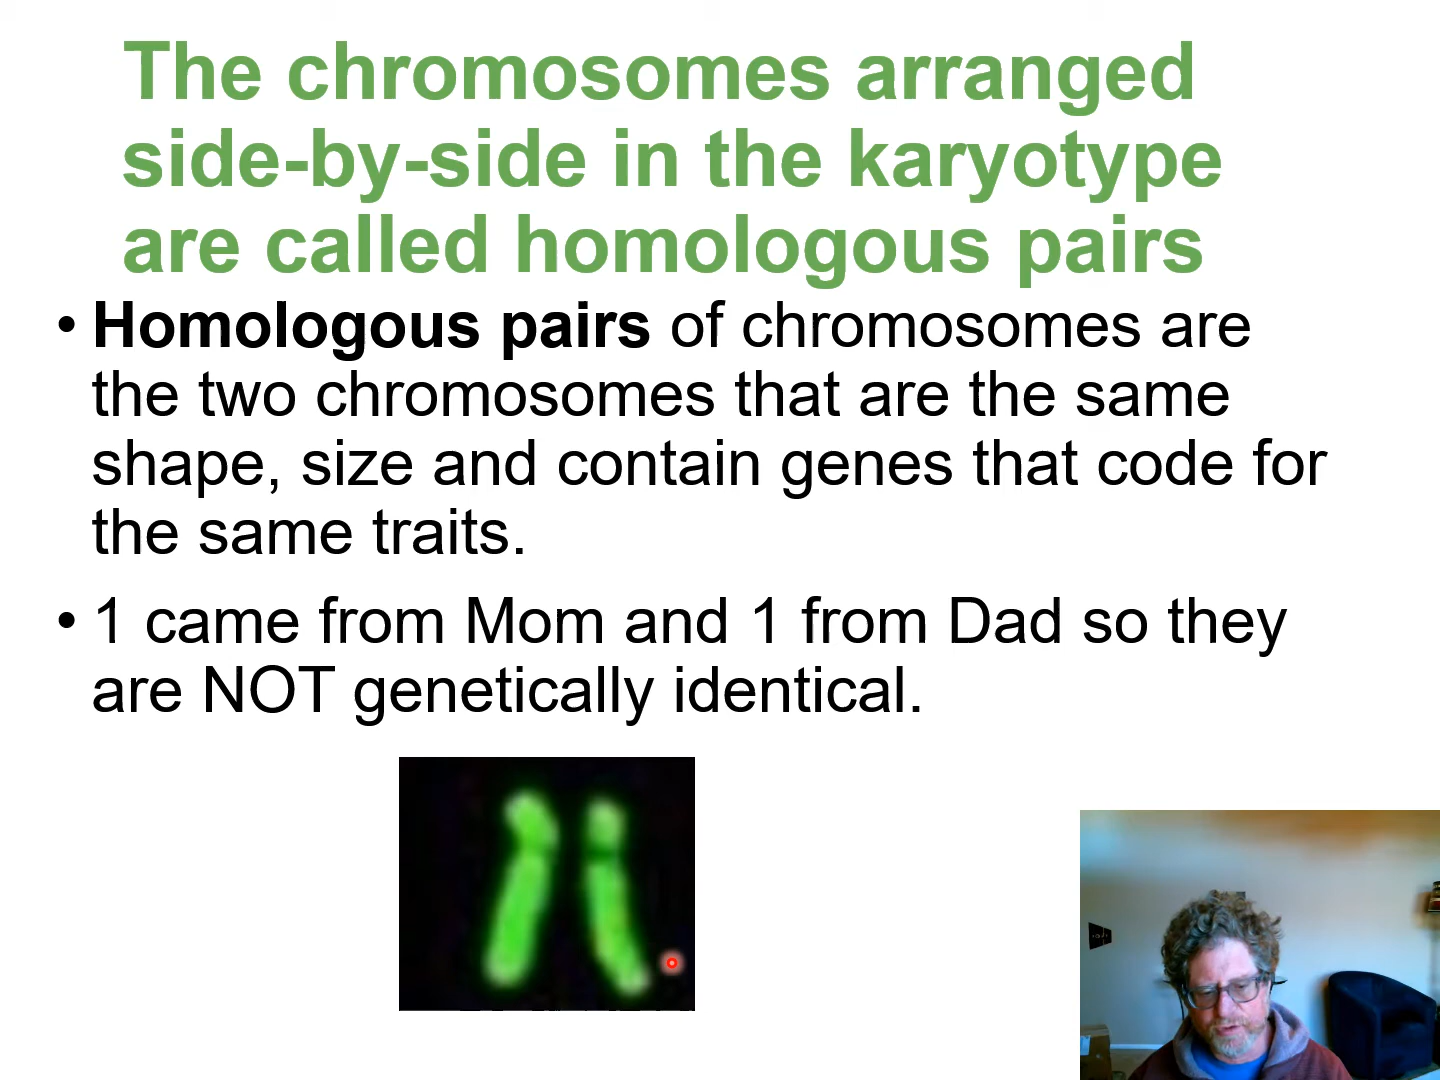 The chromosomes arranged
side-by-side in the karyotype
are called homologous pairs
• Homologous pairs of chromosomes are
the two chromosomes that are the same
shape, size and contain genes that code for
the same traits.
• 1 came from Mom and 1 from Dad so they
are NOT genetically identical.